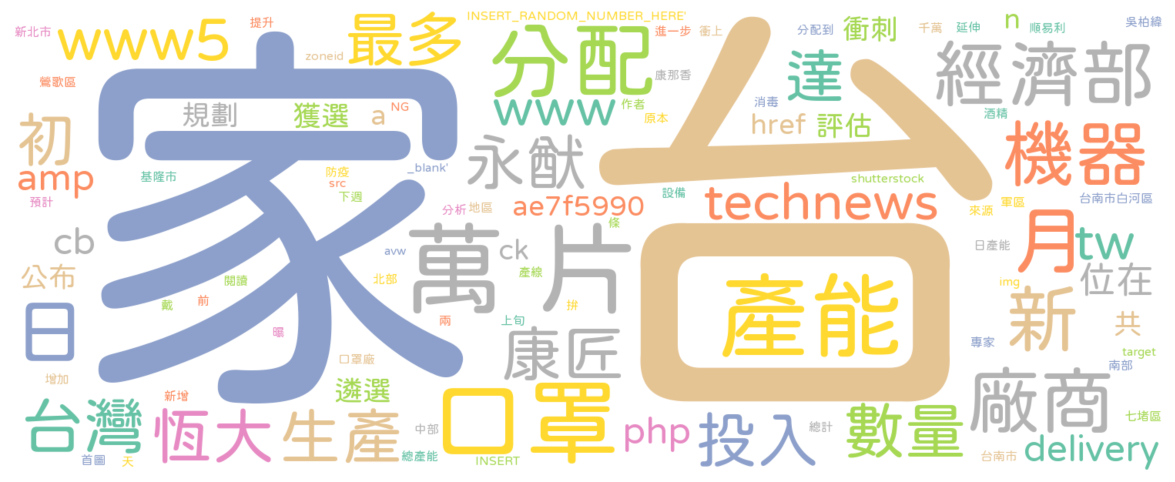 新北市
www5
提升
最多
INSERT_RANDOM_NUMBER_HERE'
進一步
衝上
分配到
衝刺
千萬
延伸
n
順易利
吳柏緯
zoneid
分配
康那香
家
台
達
經濟部
鶯歌區
規劃
獲選
a
NG
www
作者
原本
消毒
href
評估
酒精
機器
初
amp
預計
基隆市
防疫
src
下週
_blank'
永猷
設備
shutterstock
technews
來源
軍區
台南市白河區
分析
地區
ae7f5990
條
cb
avw
萬
ck
片
日產能
月
tw
公布
閱讀
北部
產線
img
位在
產能
新
共
日
戴
前
拚
上旬
兩
暱
康匠
專家
target
南部
口罩廠
增加
新增
遴選
廠商
台灣
恆大
生產
中部
口罩
php
投入
總計
數量
七堵區
首圖
天
總產能
INSERT
台南市
delivery